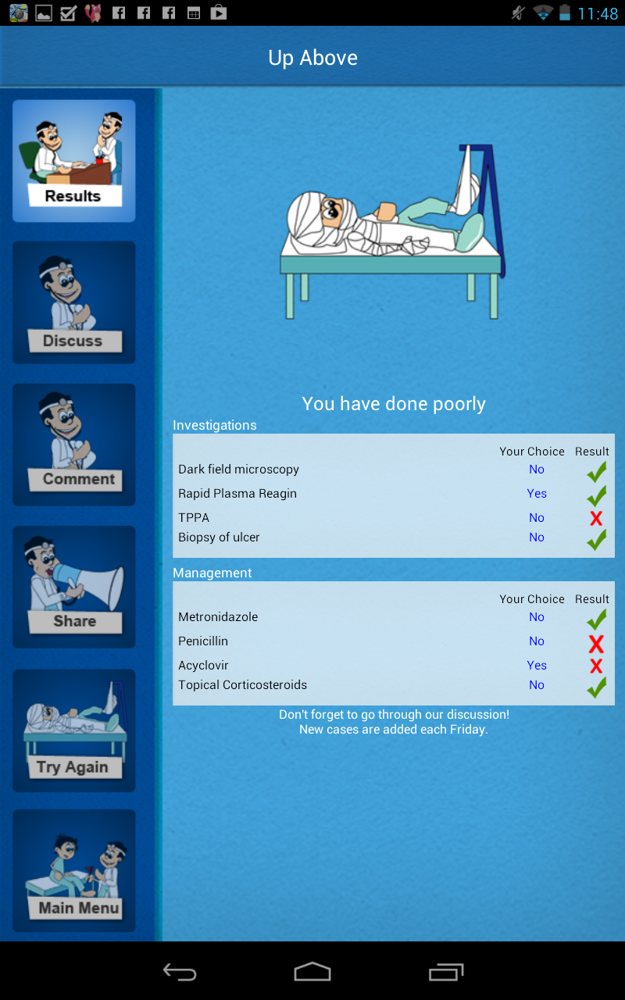 11:48
Up Above
Results
Discuss
Comment
Share
Try Again
Main Menu
You have done poorly
Investigations
Your Choice Result
Dark field microscopy No
Rapid Plasma Reagin Yes
TPPA No X
Biopsy of ulcer No
Management
Your Choice Result
Metronidazole No
Penicillin No X
Acyclovir Yes X
Topical Corticosteroids No
Don't forget to go through our discussion!
New cases are added each Friday.